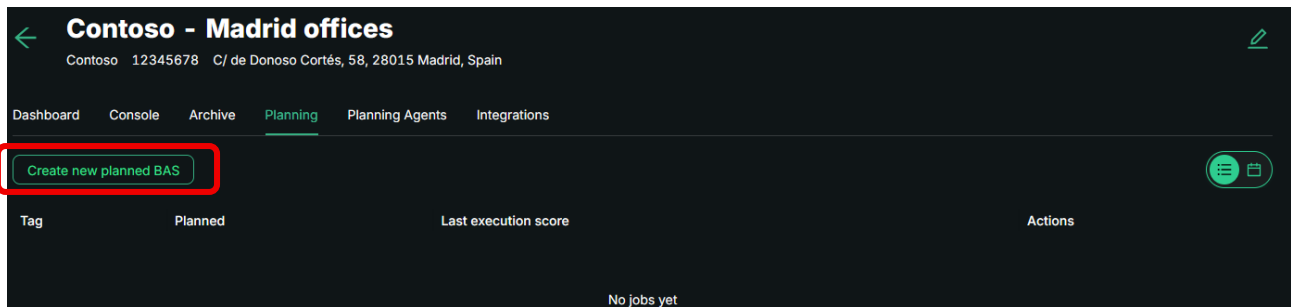 Contoso - Madrid offices
Contoso 12345678 C/ de Donoso Cortés, 58, 28015 Madrid, Spain
Dashboard Console Archive Planning Planning Agents Integrations
Create new planned BAS
Tag Planned Last execution score Actions
No jobs yet